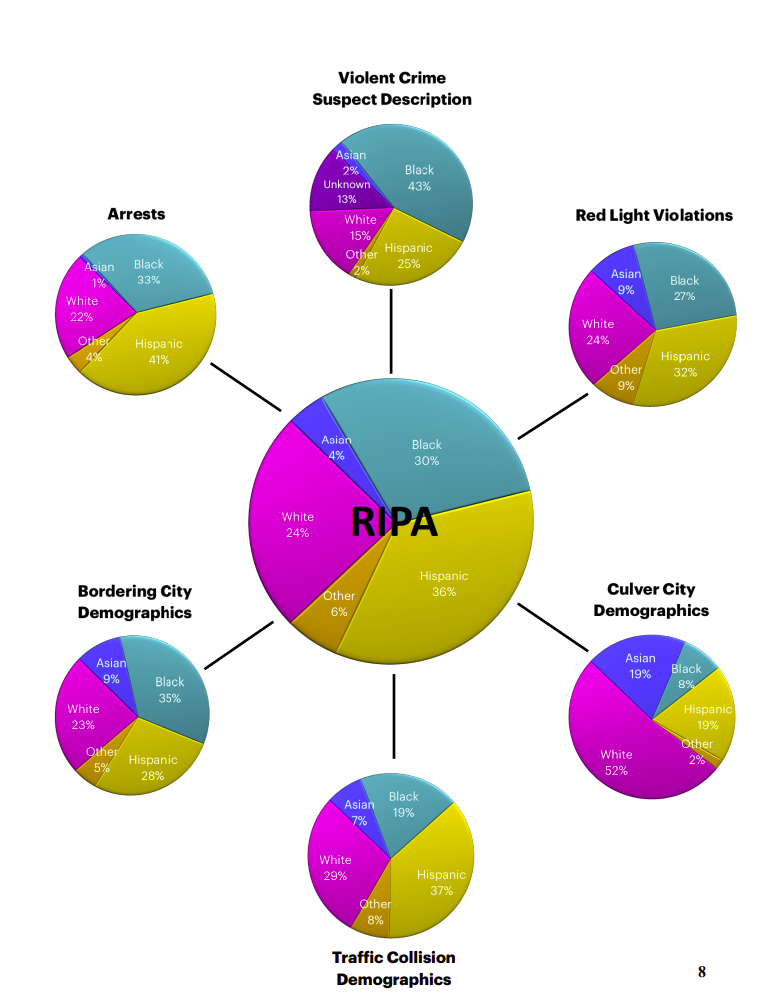 Violent Crime
Suspect Description
Asian
2%
Black
43%
Unknown
13%
White
15%
Other
2%
Hispanic
25%
Arrests
Asian
1%
Black
33%
White
22%
Other
4%
Hispanic
41%
Red Light Violations
Asian
9%
Black
27%
White
24%
Other
9%
Hispanic
32%
Asian
4%
Black
30%
White
24%
RIPA
Other
6%
Hispanic
36%
Bordering City
Demographics
Asian
9%
Black
35%
White
23%
Other
5%
Hispanic
28%
Culver City
Demographics
Asian
19%
Black
8%
Hispanic
19%
Other
2%
White
52%
Asian
7%
Black
19%
White
29%
Hispanic
37%
Other
8%
Traffic Collision
Demographics
8